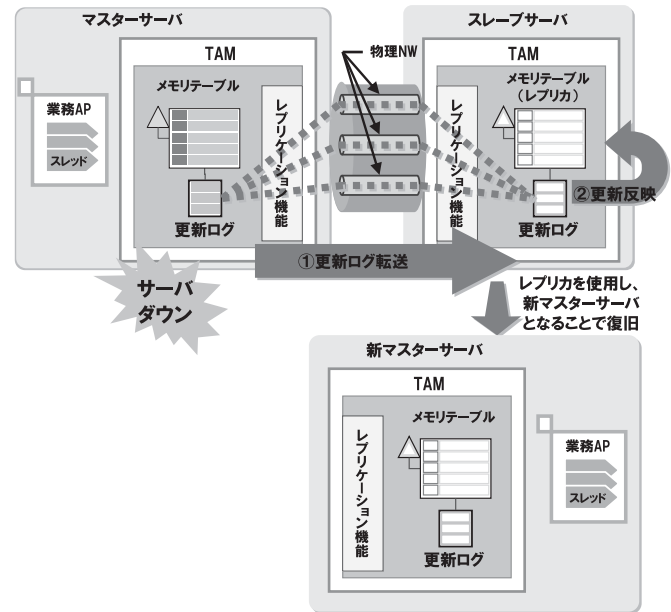 マスターサーバ
TAM
メモリテーブル
業務AP
スレッド
更新ログ
レプリケーション機能
物理NW
スレーブサーバ
TAM
メモリテーブル
(レプリカ)
レプリケーション機能
更新ログ
②更新反映
①更新ログ転送
サーバ
ダウン
レプリカを使用し、
新マスターサーバ
となることで復旧
新マスターサーバ
TAM
メモリテーブル
レプリケーション機能
更新ログ
業務AP
スレッド